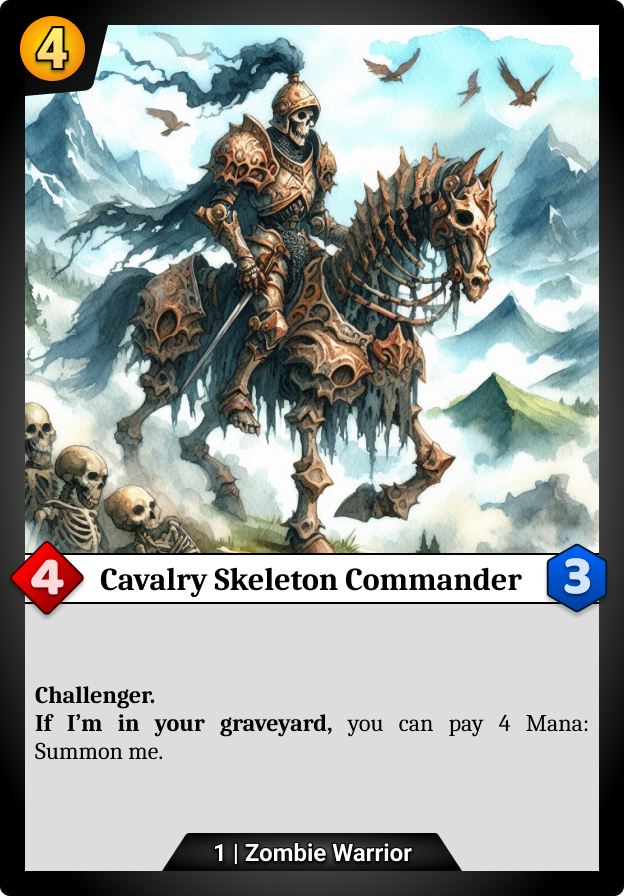 4
4 Cavalry Skeleton Commander 3
Challenger.
If I’m in your graveyard, you can pay 4 Mana:
Summon me.
1 | Zombie Warrior